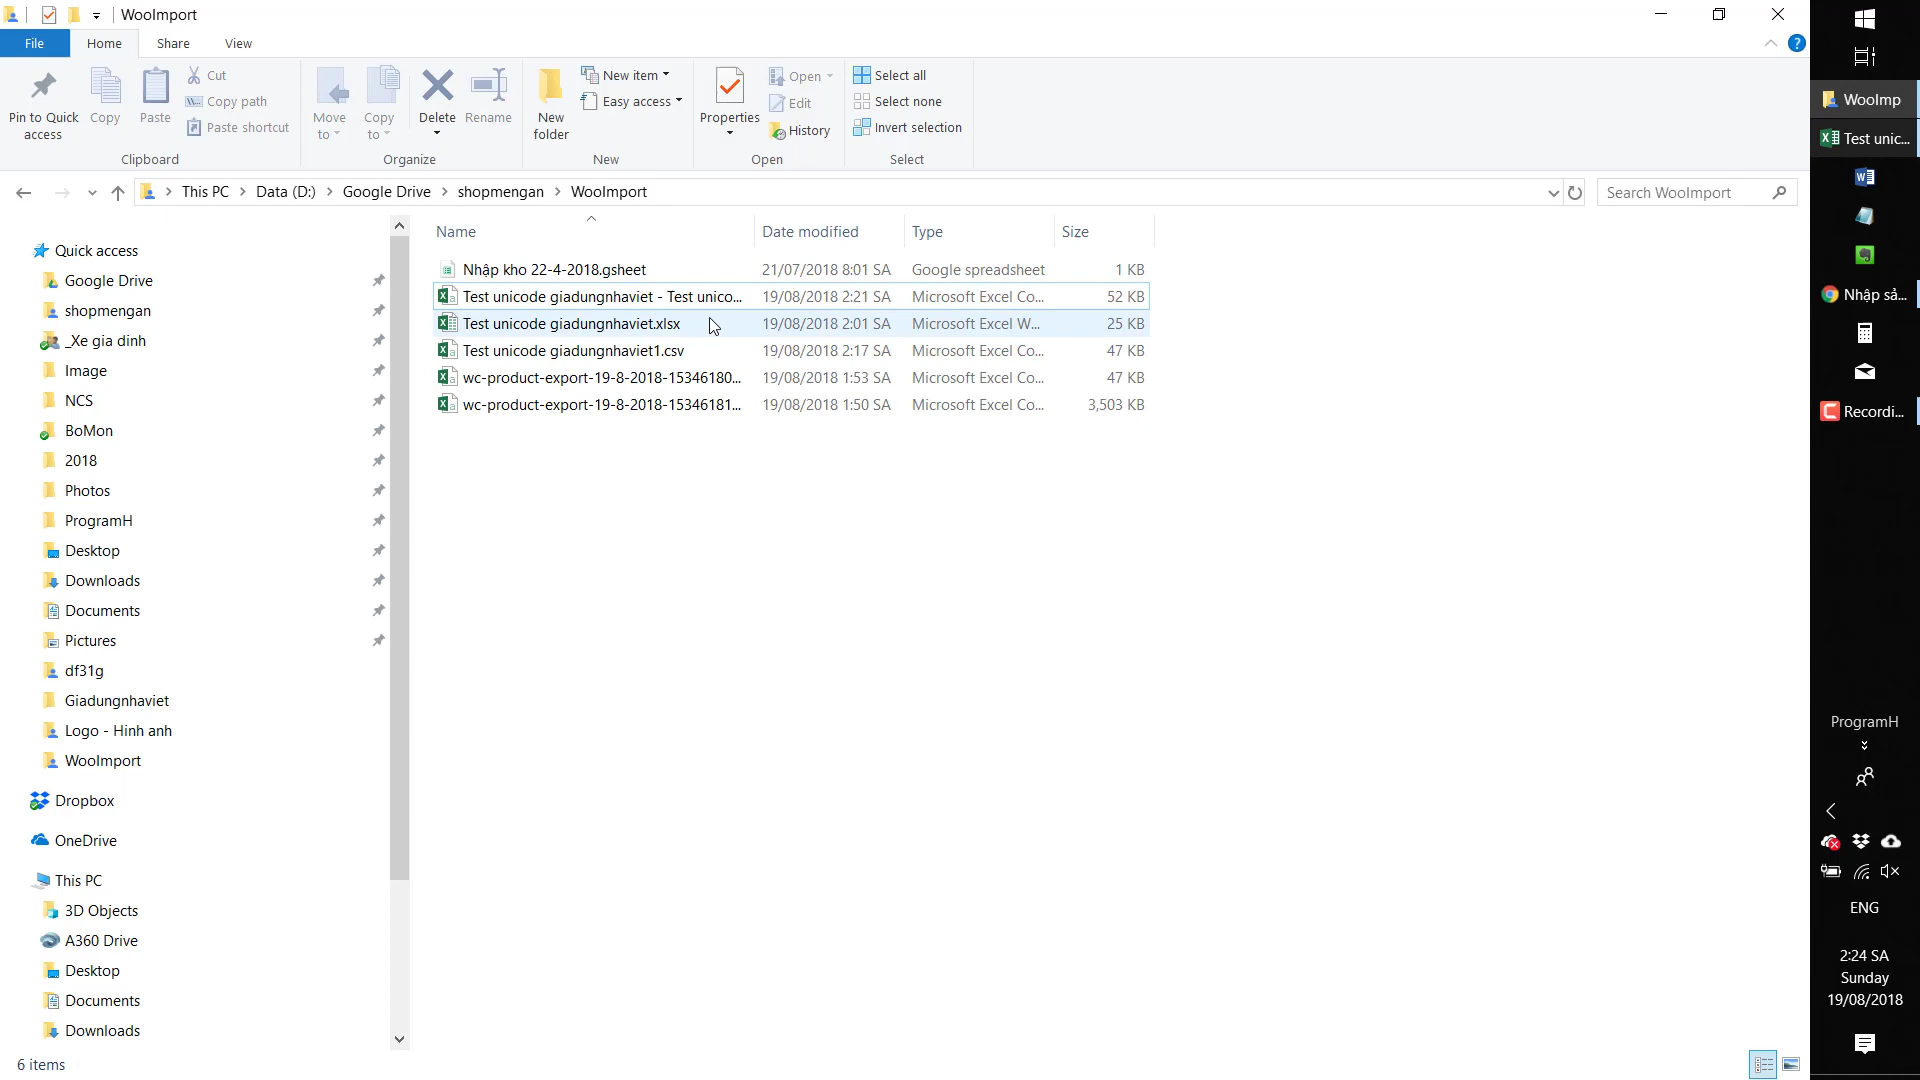 WooImport
File Home Share View
Pin to Quick access
Copy
Paste
Cut
Copy path
Paste shortcut
Clipboard
Move to
Copy to
Delete
Rename
Organize
New folder
New item
Easy access
New
Properties
Open
Edit
History
Open
Select all
Select none
Invert selection
Select
This PC > Data (D:) > Google Drive > shopmengan > WooImport
Search WooImport
Name Date modified Type Size
Nhập kho 22-4-2018.gsheet 21/07/2018 8:01 SA Google spreadsheet 1 KB
Test unicode giadungnhaviet - Test unico... 19/08/2018 2:21 SA Microsoft Excel Co... 52 KB
Test unicode giadungnhaviet.xlsx 19/08/2018 2:01 SA Microsoft Excel W... 25 KB
Test unicode giadungnhaviet1.csv 19/08/2018 2:17 SA Microsoft Excel Co... 47 KB
wc-product-export-19-8-2018-15346180... 19/08/2018 1:53 SA Microsoft Excel Co... 47 KB
wc-product-export-19-8-2018-15346181... 19/08/2018 1:50 SA Microsoft Excel Co... 3,503 KB
Quick access
Google Drive
shopmengan
_Xe gia dinh
Image
NCS
BoMon
2018
Photos
ProgramH
Desktop
Downloads
Documents
Pictures
df31g
Giadungnhaviet
Logo - Hinh anh
WooImport
Dropbox
OneDrive
This PC
3D Objects
A360 Drive
Desktop
Documents
Downloads
6 items
WooImp
Test unic...
Nhập sả...
Recordi...
ProgramH
ENG
2:24 SA
Sunday
19/08/2018